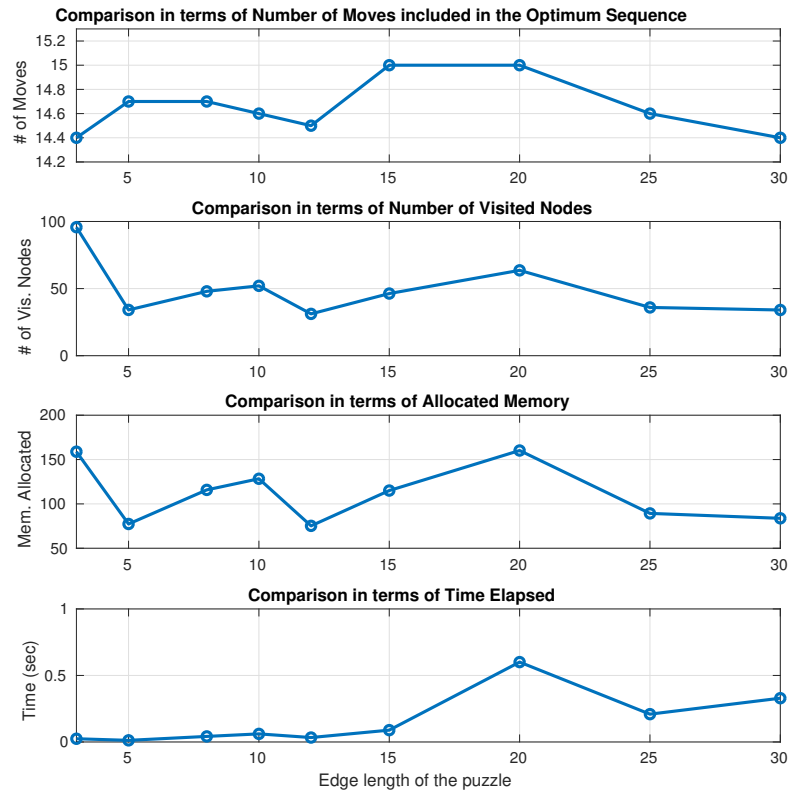 Comparison in terms of Number of Moves included in the Optimum Sequence
# of Moves
15.2
15
14.8
14.6
14.4
14.2
5 10 15 20 25 30
Comparison in terms of Number of Visited Nodes
# of Vis. Nodes
100
50
0
5 10 15 20 25 30
Comparison in terms of Allocated Memory
Mem. Allocated
200
150
100
50
5 10 15 20 25 30
Comparison in terms of Time Elapsed
Time (sec)
1
0.5
0
5 10 15 20 25 30
Edge length of the puzzle